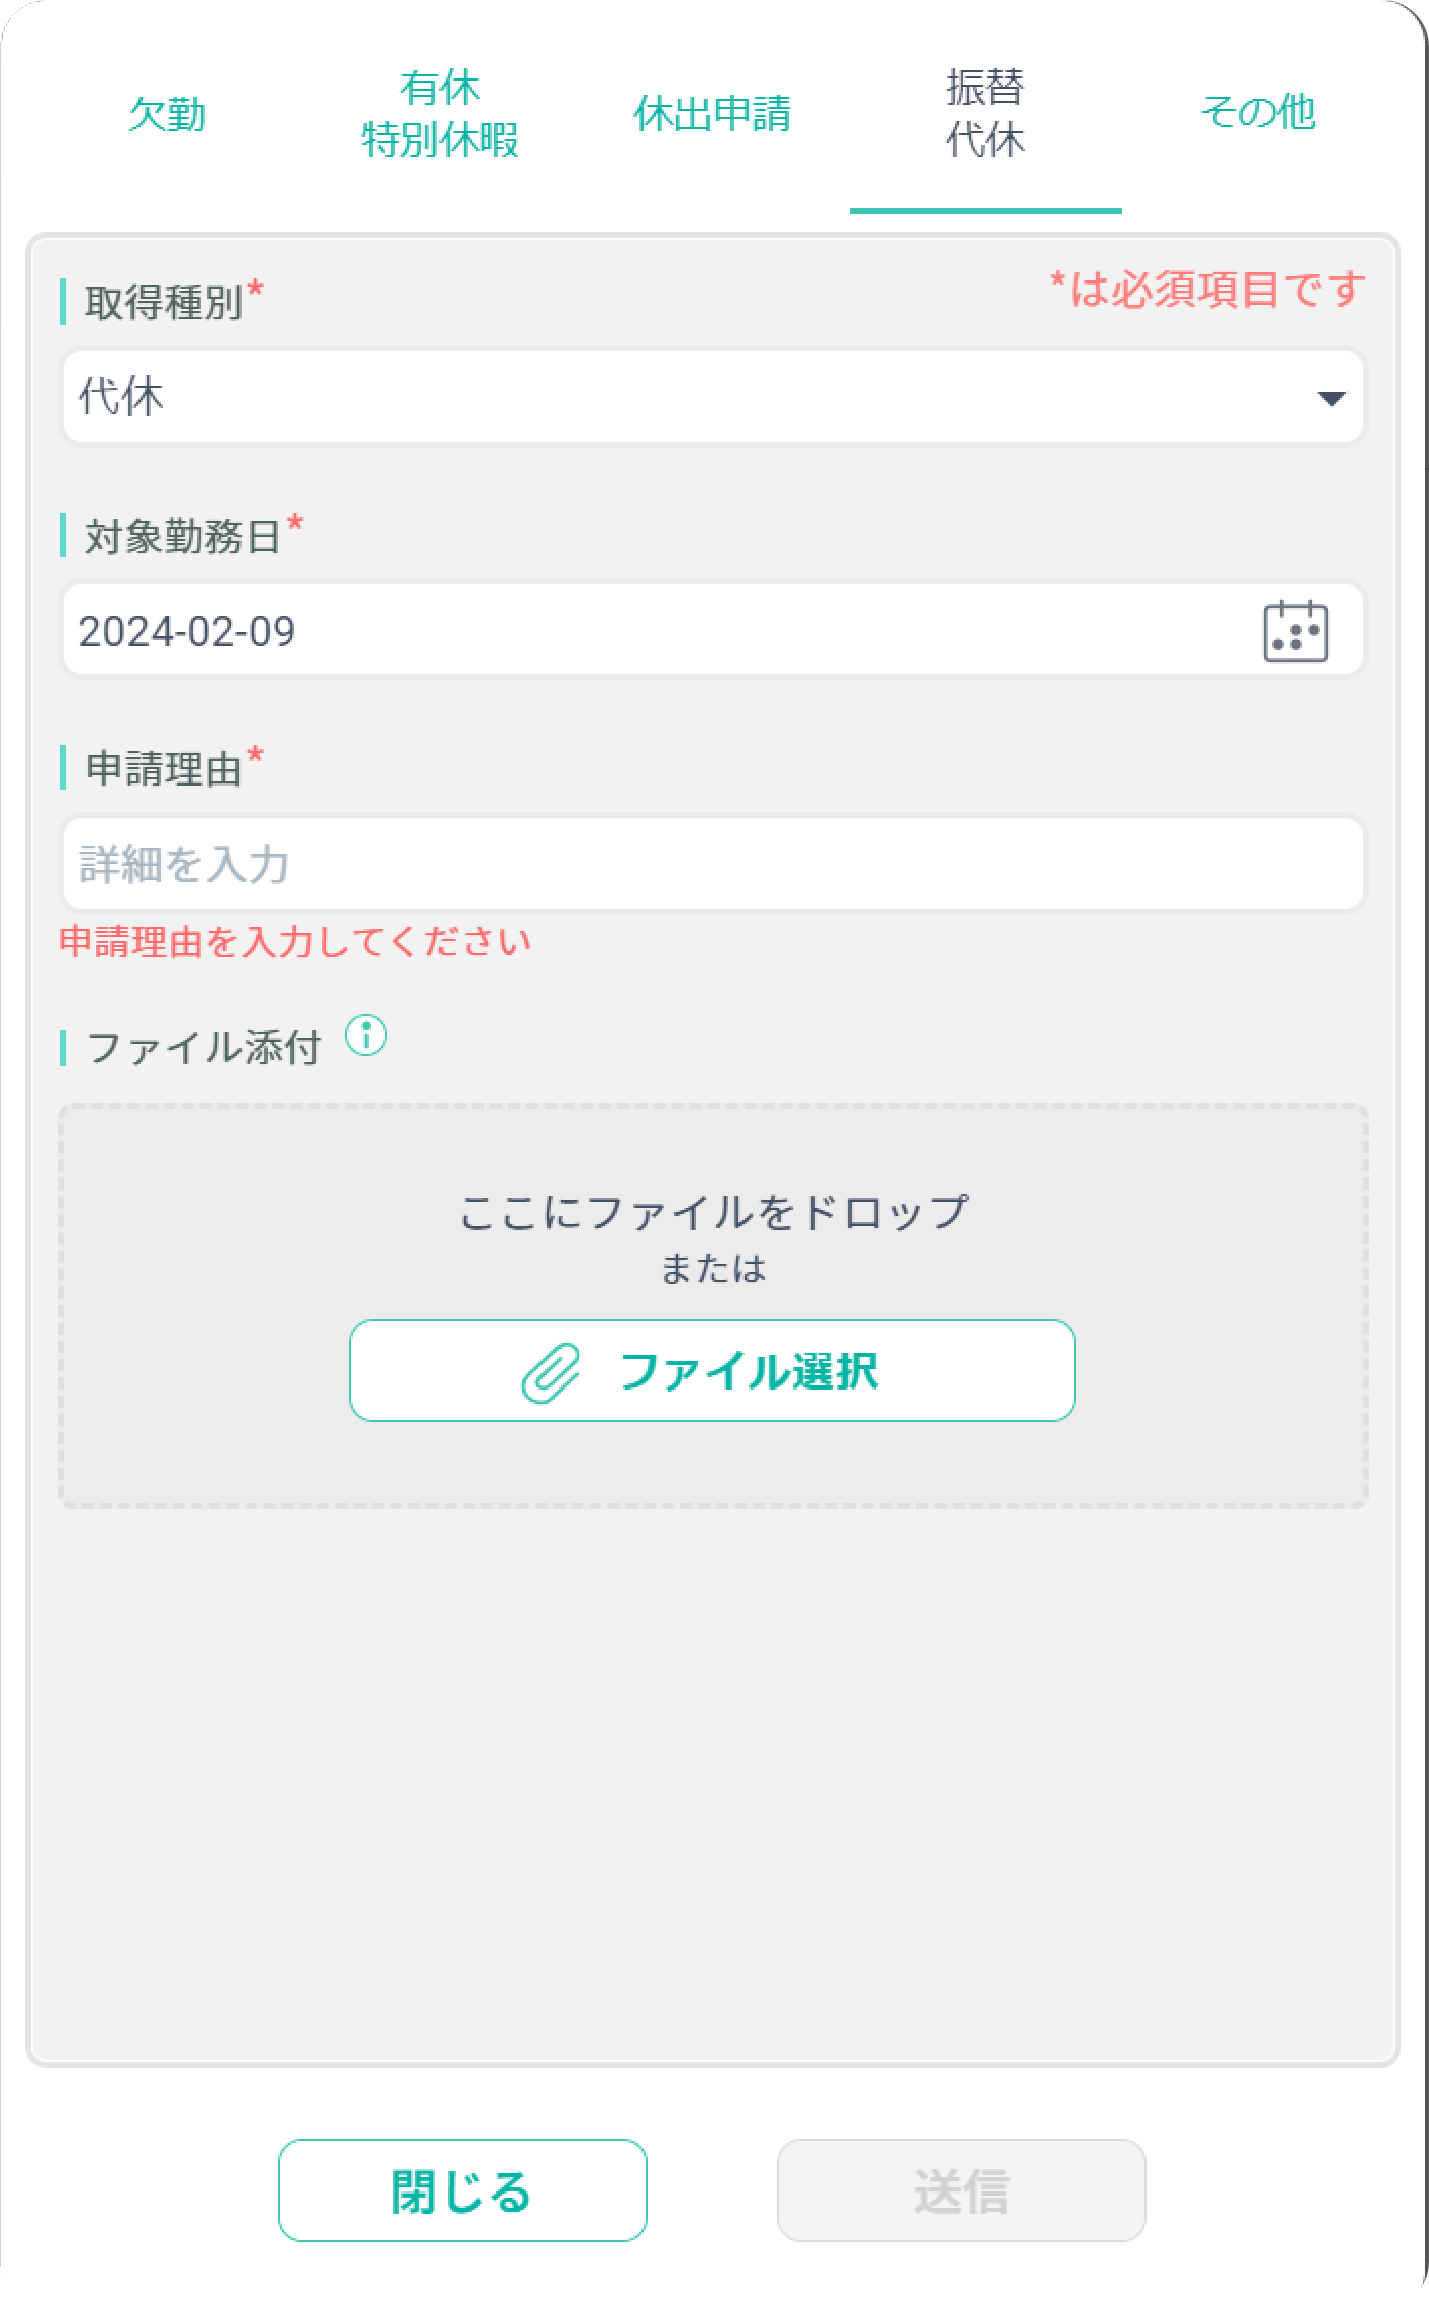 欠勤
有休
特別休暇
休出申請
振替
代休
その他
取得種別*
*は必須項目です
代休
対象勤務日*
2024-02-09
申請理由*
詳細を入力
申請理由を入力してください
ファイル添付
ここにファイルをドロップ
または
ファイル選択
閉じる
送信